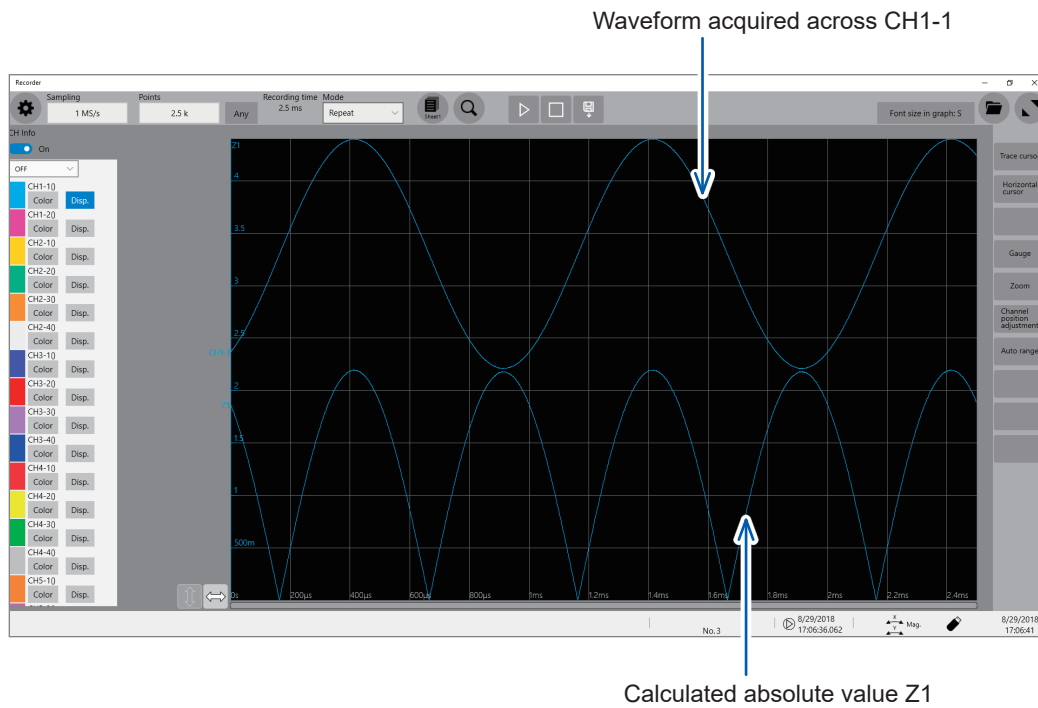 Waveform acquired across CH1-1
Recorder
Sampling
1 MS/s
Points
2.5 k
Any
Recording time
2.5 ms
Mode
Repeat
Sheet1
Font size in graph: S
CH Info
On
OFF
CH1-1()
Color Disp.
CH1-2()
Color Disp.
CH2-1()
Color Disp.
CH2-2()
Color Disp.
CH2-3()
Color Disp.
CH2-4()
Color Disp.
CH3-1()
Color Disp.
CH3-2()
Color Disp.
CH3-3()
Color Disp.
CH3-4()
Color Disp.
CH4-1()
Color Disp.
CH4-2()
Color Disp.
CH4-3()
Color Disp.
CH4-4()
Color Disp.
CH5-1()
Color Disp.
Z1
4
3.5
3
2.5
2
1.5
1
500m
0s 200µs 400µs 600µs 800µs 1ms 1.2ms 1.4ms 1.6ms 1.8ms 2ms 2.2ms 2.4ms
Trace cursor
Horizontal
cursor
Gauge
Zoom
Channel
position
adjustment
Auto range
No. 3
8/29/2018
17:06:36.062
X
Y
Mag.
8/29/2018
17:06:41
Calculated absolute value Z1